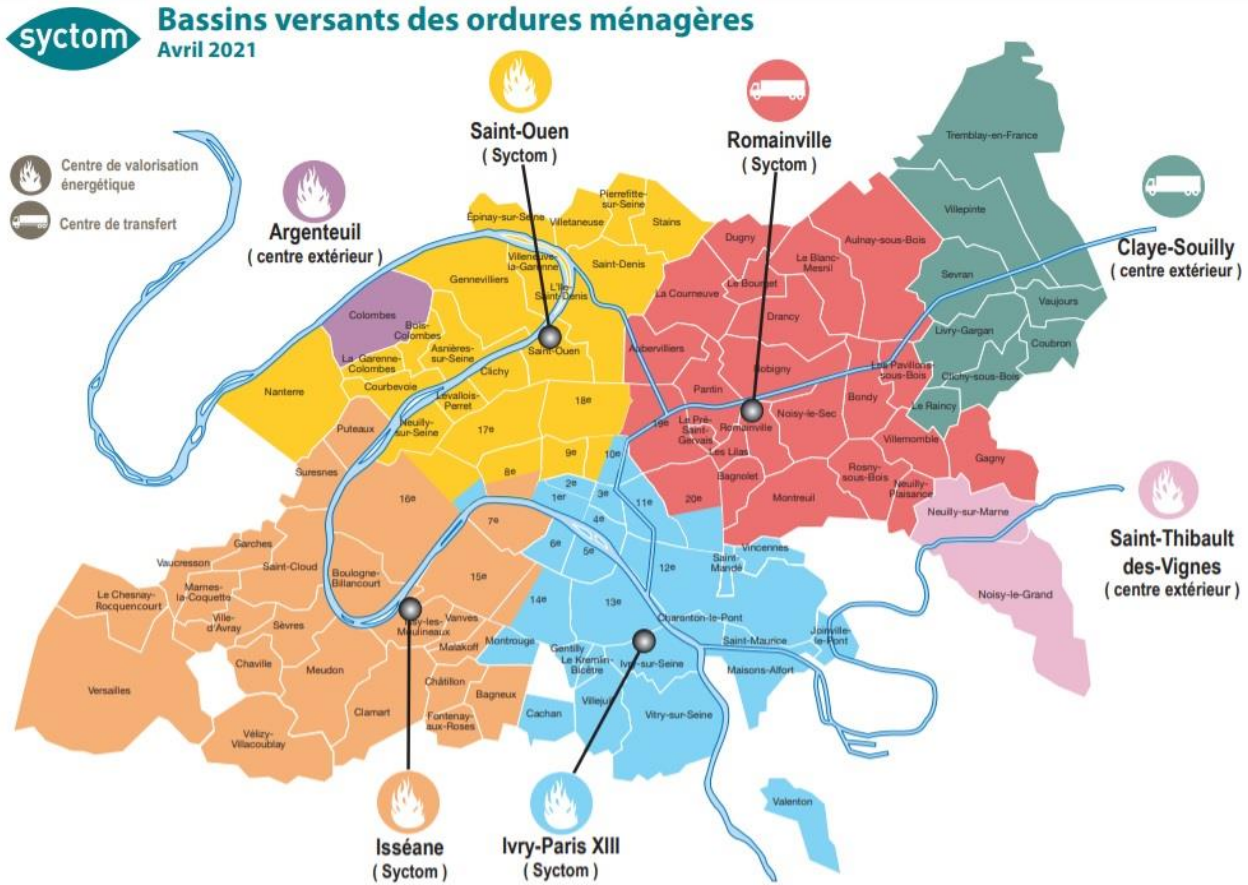 syctom
Bassins versants des ordures ménagères
Avril 2021
Centre de valorisation
énergétique
Centre de transfert
Argenteuil
( centre extérieur )
Saint-Ouen
( Syctom )
Romainville
( Syctom )
Claye-Souilly
( centre extérieur )
Saint-Thibault
des-Vignes
( centre extérieur )
Isséane
( Syctom )
Ivry-Paris XIII
( Syctom )
Tremblay-en-France
Villepinte
Sevran
Vaujours
Livry-Gargan
Coubron
Clichy-sous-Bois
Le Raincy
Épinay-sur-Seine
Pierrefitte-
sur-Seine
Villetaneuse
Stains
Saint-Denis
Villeneuve-
la-Garenne
Gennevilliers
L'Île-
Saint-Denis
Colombes
Bois-
Colombes
Asnières-
sur-Seine
La Garenne-
Colombes
Saint-Ouen
Clichy
Courbevoie
Levallois-
Perret
Nanterre
Neuilly-
sur-Seine
17e
18e
8e
9e
Dugny
Le Blanc-
Mesnil
Aulnay-sous-Bois
Le Bourget
La Courneuve
Drancy
Aubervilliers
Bobigny
Les Pavillons-
sous-Bois
Pantin
Bondy
19e
Le Pré-
Saint-
Gervais
Romainville
Noisy-le-Sec
Les Lilas
Villemomble
Gagny
Bagnolet
Rosny-
sous-Bois
Neuilly-
Plaisance
20e
Montreuil
Neuilly-sur-Marne
Noisy-le-Grand
Puteaux
Suresnes
16e
7e
Garches
Vaucresson
Saint-Cloud
Marnes-
la-Coquette
Boulogne-
Billancourt
15e
Le Chesnay-
Rocquencourt
Ville-
d'Avray
Sèvres
Issy-les-
Moulineaux
Vanves
Malakoff
Chaville
Meudon
Châtillon
Versailles
Bagneux
Clamart
Fontenay-
aux-Roses
Vélizy-
Villacoublay
10e
2e
1er
3e
11e
4e
6e
5e
12e
Saint-
Mandé
Vincennes
14e
13e
Charenton-le-Pont
Montrouge
Gentilly
Le Kremlin-
Bicêtre
Ivry-sur-Seine
Saint-Maurice
Joinville-
le-Pont
Maisons-Alfort
Cachan
Villejuif
Vitry-sur-Seine
Valenton